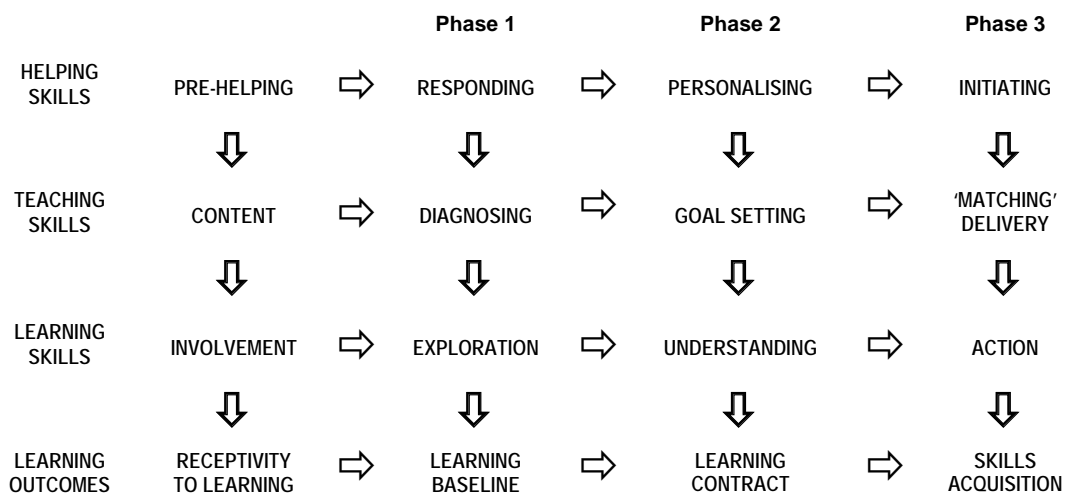 Phase 1 Phase 2 Phase 3
HELPING SKILLS PRE-HELPING RESPONDING PERSONALISING INITIATING
TEACHING SKILLS CONTENT DIAGNOSING GOAL SETTING ‘MATCHING’ DELIVERY
LEARNING SKILLS INVOLVEMENT EXPLORATION UNDERSTANDING ACTION
LEARNING OUTCOMES RECEPTIVITY TO LEARNING LEARNING BASELINE LEARNING CONTRACT SKILLS ACQUISITION